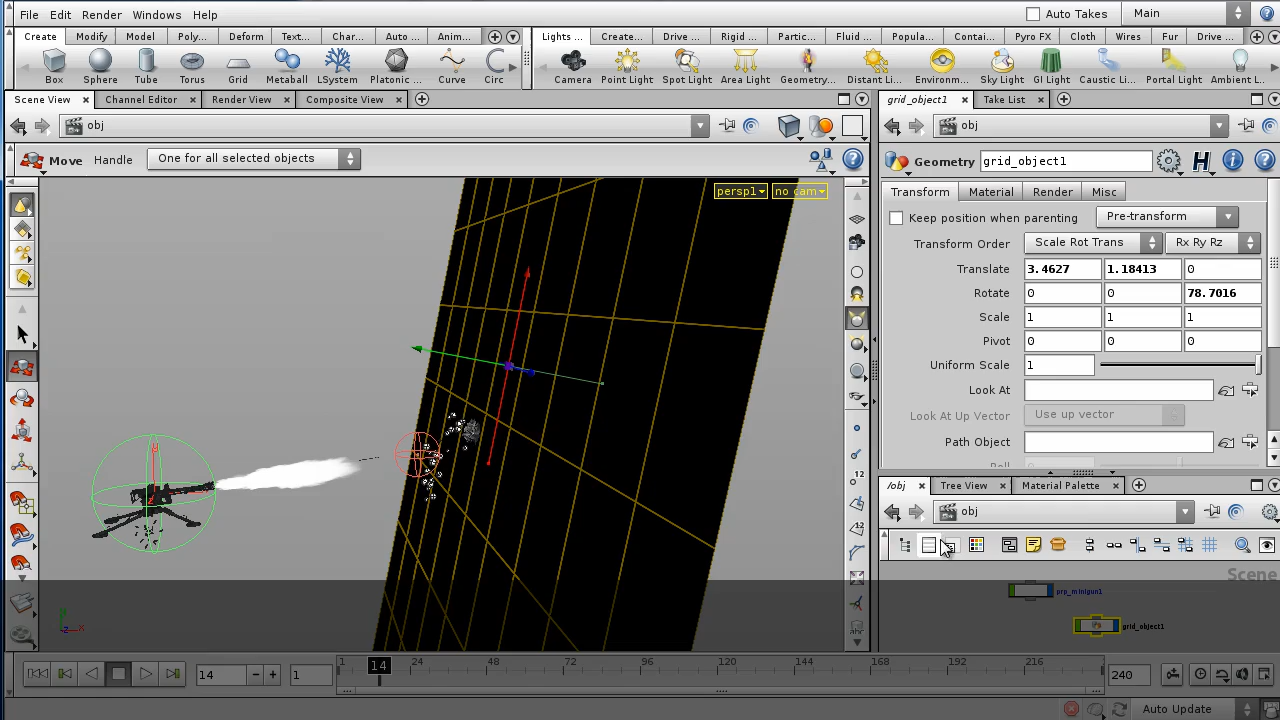 File Edit Render Windows Help Auto Takes Main
Create Modify Model Poly... Deform Text... Char... Auto ... Anim... Lights ... Create... Drive ... Rigid ... Partic... Fluid ... Popula... Contai... Pyro FX Cloth Wires Fur Drive ...
Box Sphere Tube Torus Grid Metaball LSystem Platonic ... Curve Circ Camera Point Light Spot Light Area Light Geometry... Distant Li... Environm... Sky Light GI Light Caustic Li... Portal Light Ambient L...
Scene View Channel Editor Render View Composite View grid_object1 Take List
obj obj
Move Handle One for all selected objects Geometry grid_object1
persp1 no cam
Transform Material Render Misc
Keep position when parenting Pre-transform
Transform Order Scale Rot Trans Rx Ry Rz
Translate 3.4627 1.18413 0
Rotate 0 0 78.7016
Scale 1 1 1
Pivot 0 0 0
Uniform Scale 1
Look At
Look At Up Vector Use up vector
Path Object
/obj Tree View Material Palette
obj
12
12
abc
Scene
prp_minigun1
grid_object1
14 1 1 14 24 48 72 96 120 144 168 192 216 240
Auto Update